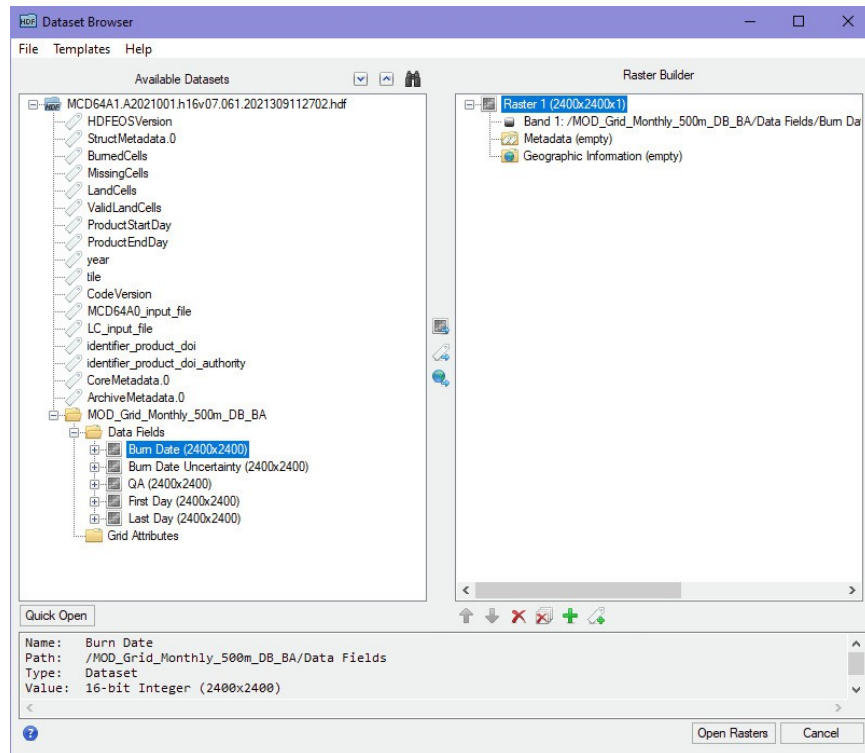 HDF Dataset Browser
File Templates Help
Available Datasets
HDF MCD64A1.A2021001.h16v07.061.2021309112702.hdf
HDFEOSVersion
StructMetadata.0
BurnedCells
MissingCells
LandCells
ValidLandCells
ProductStartDay
ProductEndDay
year
tile
CodeVersion
MCD64A0_input_file
LC_input_file
identifier_product_doi
identifier_product_doi_authority
CoreMetadata.0
ArchiveMetadata.0
MOD_Grid_Monthly_500m_DB_BA
Data Fields
Burn Date (2400x2400)
Burn Date Uncertainty (2400x2400)
QA (2400x2400)
First Day (2400x2400)
Last Day (2400x2400)
Grid Attributes
Quick Open
Raster Builder
Raster 1 (2400x2400x1)
Band 1: /MOD_Grid_Monthly_500m_DB_BA/Data Fields/Burn Da
Metadata (empty)
Geographic Information (empty)
Name: Burn Date
Path: /MOD_Grid_Monthly_500m_DB_BA/Data Fields
Type: Dataset
Value: 16-bit Integer (2400x2400)
Open Rasters Cancel